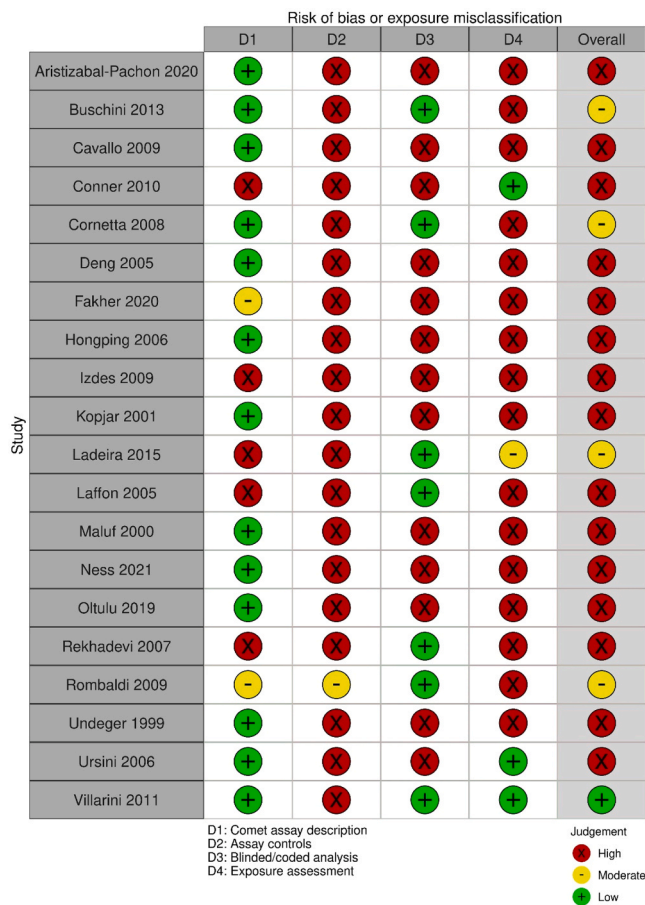 Risk of bias or exposure misclassification
D1 D2 D3 D4 Overall
Study
Aristizabal-Pachon 2020 + X X X X
Buschini 2013 + X + X -
Cavallo 2009 + X X X X
Conner 2010 X X X + X
Cornetta 2008 + X + X -
Deng 2005 + X X X X
Fakher 2020 - X X X X
Hongping 2006 + X X X X
Izdes 2009 X X X X X
Kopjar 2001 + X X X X
Ladeira 2015 X X + - -
Laffon 2005 X X + X X
Maluf 2000 + X X X X
Ness 2021 + X X X X
Oltulu 2019 + X X X X
Rekhadevi 2007 X X + X X
Rombaldi 2009 - - + X -
Undeger 1999 + X X X X
Ursini 2006 + X X + X
Villarini 2011 + X + + +
D1: Comet assay description
D2: Assay controls
D3: Blinded/coded analysis
D4: Exposure assessment
Judgement
X High
- Moderate
+ Low